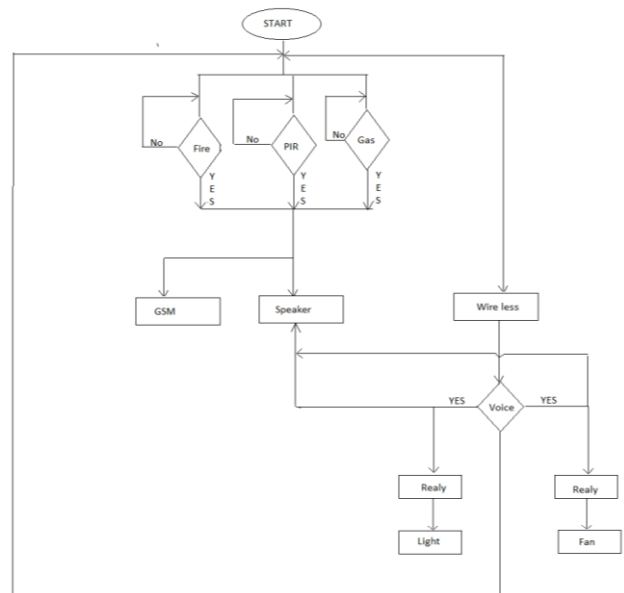 START
No
Fire
No
PIR
No
Gas
YES
YES
YES
GSM
Speaker
Wire less
YES
Voice
YES
Realy
Realy
Light
Fan